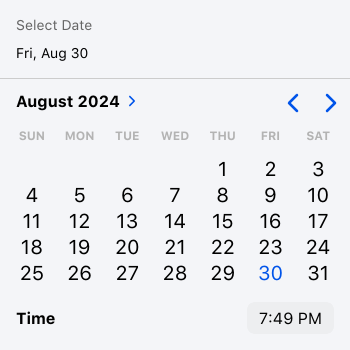 Select Date
Fri, Aug 30
August 2024
SUN MON TUE WED THU FRI SAT
1 2 3
4 5 6 7 8 9 10
11 12 13 14 15 16 17
18 19 20 21 22 23 24
25 26 27 28 29 30 31
Time 7:49 PM